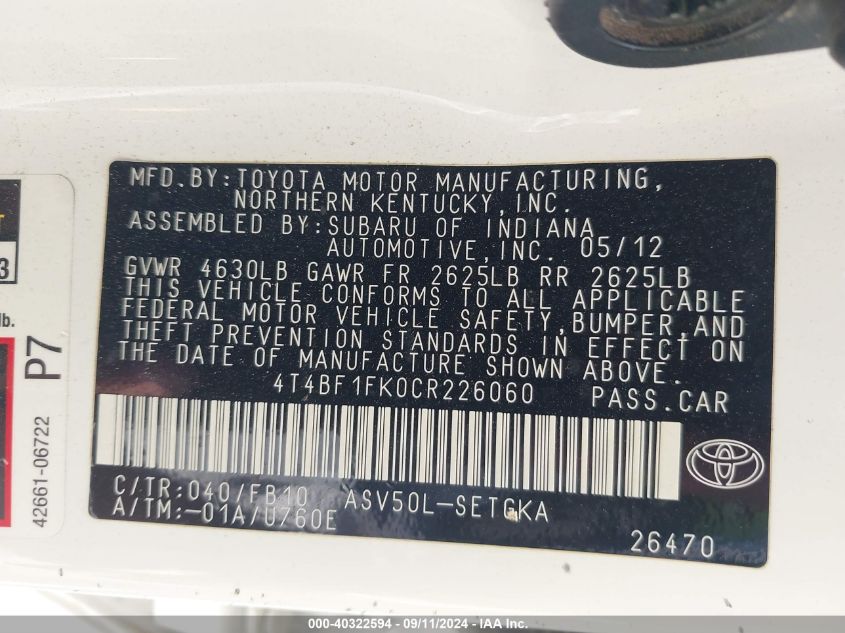 MFD.BY:TOYOTA MOTOR MANUFACTURING,
NORTHERN KENTUCKY,INC.
ASSEMBLED BY:SUBARU OF INDIANA
AUTOMOTIVE,INC. 05/12
GVWR 4630LB GAWR FR 2625LB RR 2625LB
THIS VEHICLE CONFORMS TO ALL APPLICABLE
FEDERAL MOTOR VEHICLE SAFETY,BUMPER,AND
THEFT PREVENTION STANDARDS IN EFFECT ON
THE DATE OF MANUFACTURE SHOWN ABOVE.
4T4BF1FK0CR226060 PASS.CAR
C/TR:040/FB10 ASV50L-SETGKA
A/TM:-01A/U760E
26470
3
lb.
P7
42661-06722
000-40322594 - 09/11/2024 - IAA Inc.